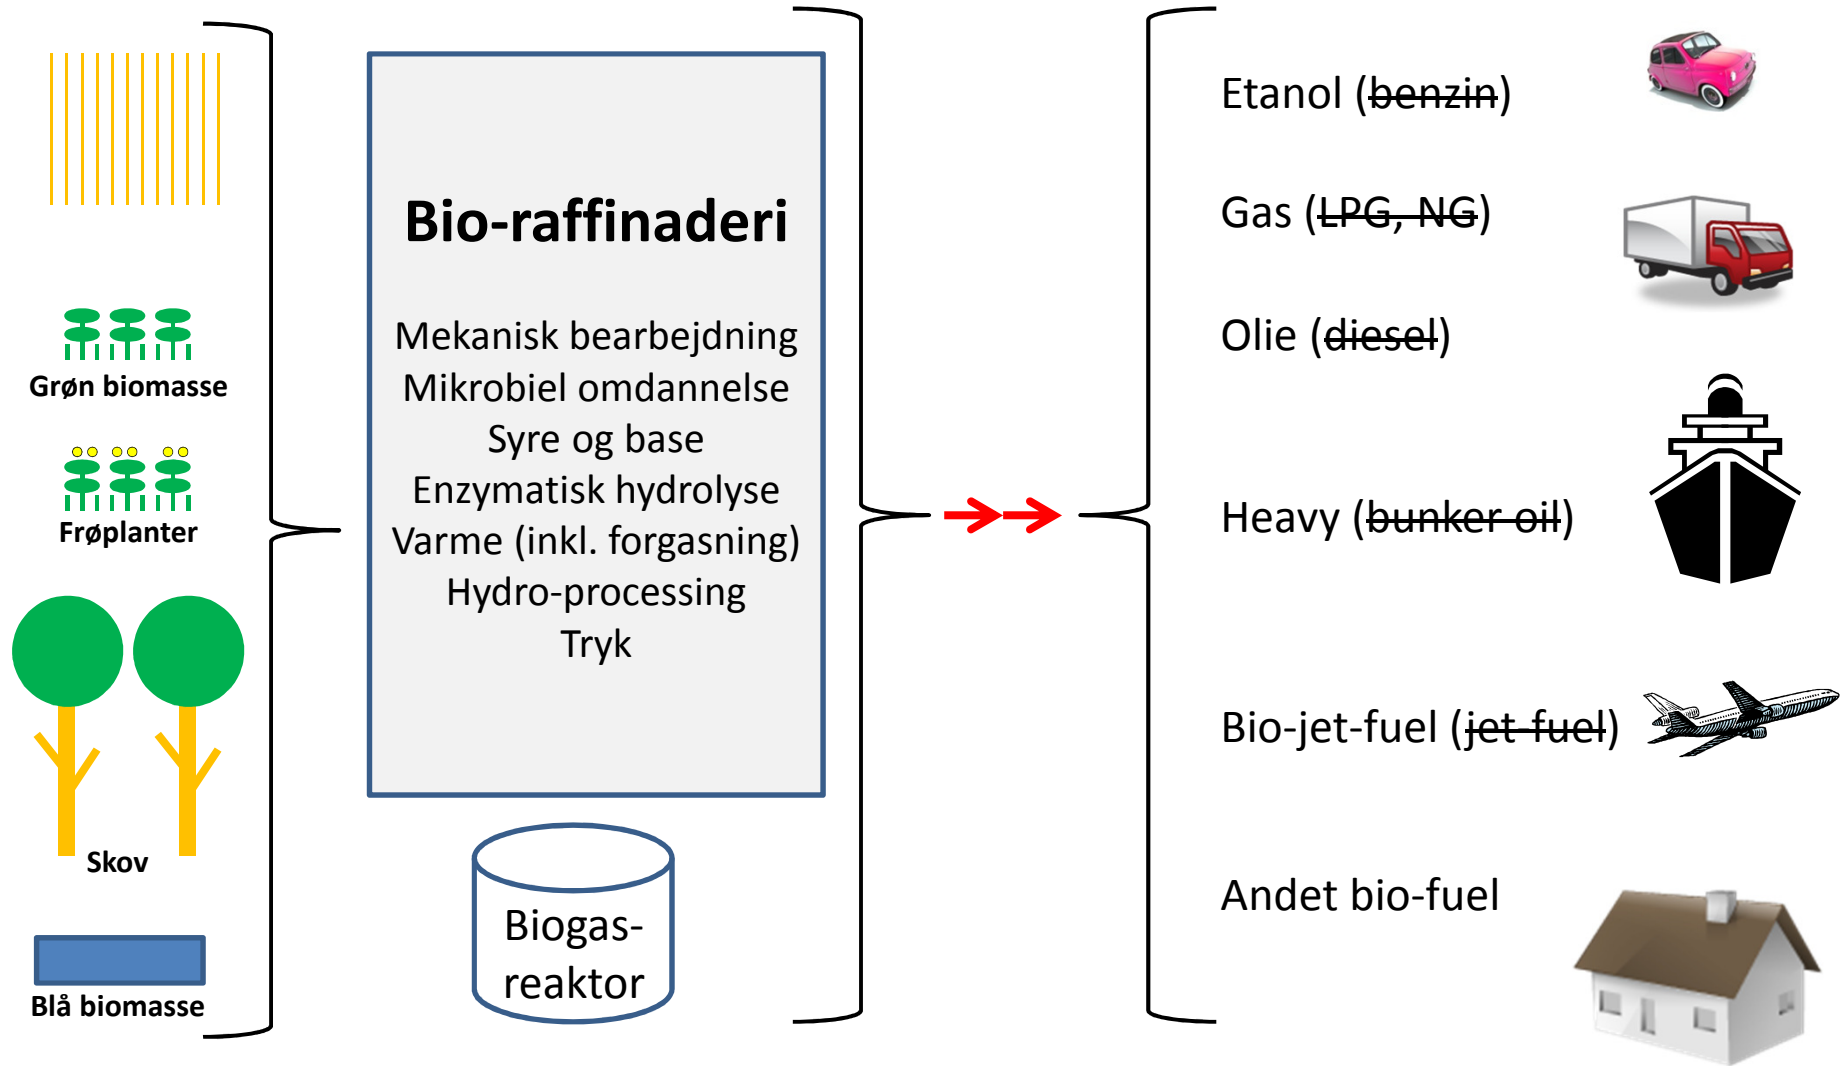 Grøn biomasse
Frøplanter
Skov
Blå biomasse
Bio-raffinaderi
Mekanisk bearbejdning
Mikrobiel omdannelse
Syre og base
Enzymatisk hydrolyse
Varme (inkl. forgasning)
Hydro-processing
Tryk
Biogas-
reaktor
Etanol (benzin)
Gas (LPG, NG)
Olie (diesel)
Heavy (bunker oil)
Bio-jet-fuel (jet-fuel)
Andet bio-fuel